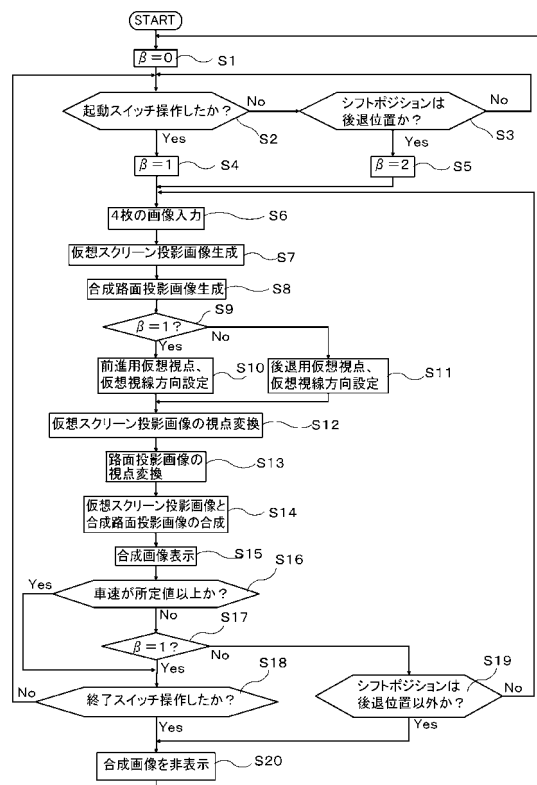 START
β=0
S1
起動スイッチ操作したか？
No
S2
シフトポジションは
後退位置か？
No
S3
Yes
Yes
β=1
S4
β=2
S5
4枚の画像入力
S6
仮想スクリーン投影画像生成
S7
合成路面投影画像生成
S8
β=1？
S9
No
Yes
前進用仮想視点、
仮想視線方向設定
S10
後退用仮想視点、
仮想視線方向設定
S11
仮想スクリーン投影画像の視点変換
S12
路面投影画像の
視点変換
S13
仮想スクリーン投影画像と
合成路面投影画像の合成
S14
合成画像表示
S15
Yes
車速が所定値以上か？
S16
No
β=1？
S17
No
Yes
No
終了スイッチ操作したか？
S18
シフトポジションは
後退位置以外か？
S19
No
Yes
Yes
合成画像を非表示
S20